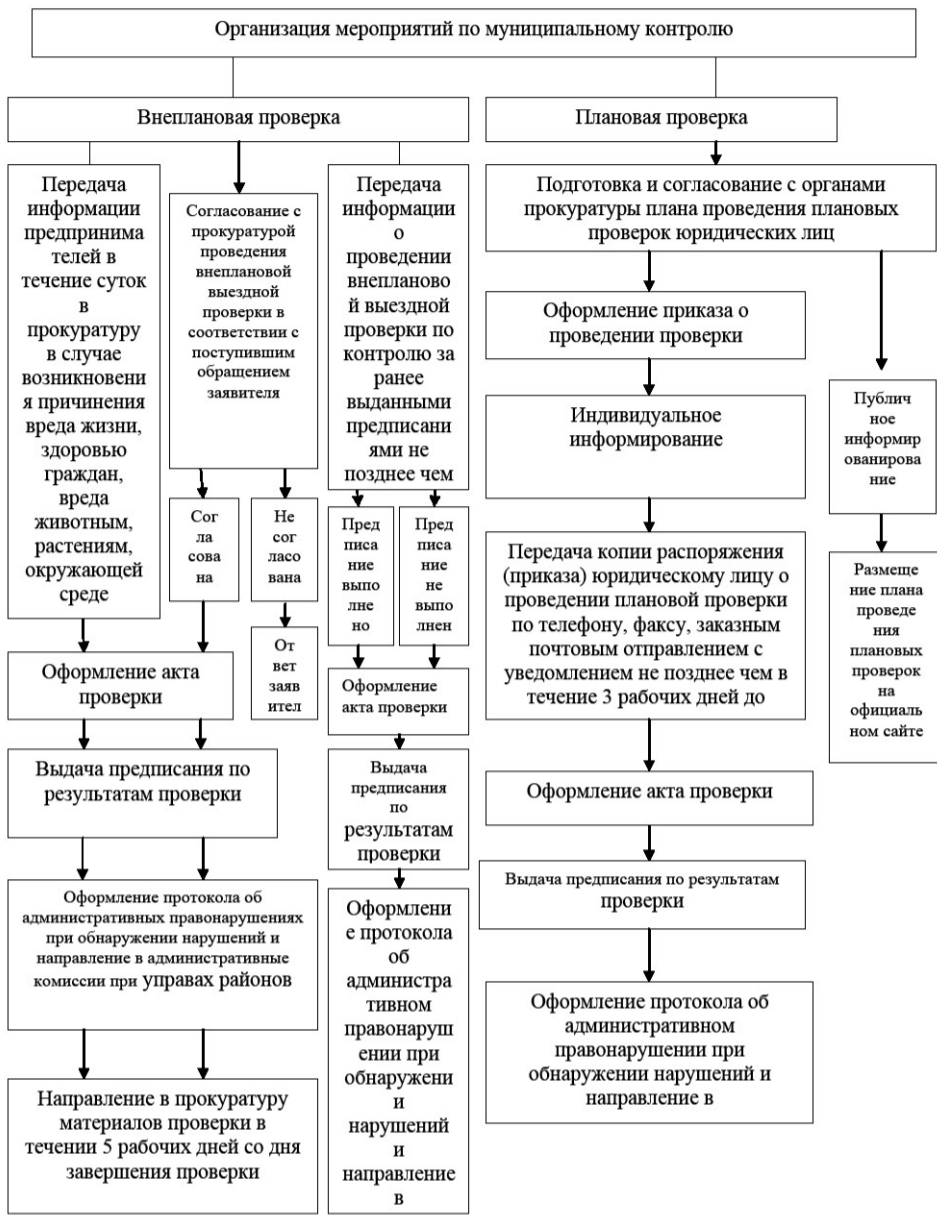 Организация мероприятий по муниципальному контролю
Внеплановая проверка
Плановая проверка
Передача
информации
предпринима
телей в
течение суток
в
прокуратуру
в случае
возникновени
я причинения
вреда жизни,
здоровью
граждан,
вреда
животным,
растениям,
окружающей
среде
Согласование с
прокуратурой
проведения
внеплановой
выездной
проверки в
соответствии с
поступившим
обращением
заявителя
Передача
информации
о
проведении
внепланово
й выездной
проверки по
контролю за
ранее
выданными
предписани
ями не
позднее чем
Подготовка и согласование с органами
прокуратуры плана проведения плановых
проверок юридических лиц
Оформление приказа о
проведении проверки
Индивидуальное
информирование
Публич
ное
информир
ованирова
ние
Сог
ла
сова
на
Не
сог
ласо
вана
Пред
писа
ние
выпо
лне
но
Пред
писа
ние
не
выпо
лнен
Передача копии распоряжения
(приказа) юридическому лицу о
проведении плановой проверки
по телефону, факсу, заказным
почтовым отправлением с
уведомлением не позднее чем в
течение 3 рабочих дней до
Размеще
ние плана
проведе
ния
плановых
проверок
на
официаль
ном сайте
От
вет
заяв
ител
Оформление акта
проверки
Оформление
акта проверки
Выдача предписания по
результатам проверки
Выдача
предписания
по
результатам
проверки
Оформление акта проверки
Выдача предписания по результатам
проверки
Оформление протокола об
административных правонарушениях
при обнаружении нарушений и
направление в административные
комиссии при управах районов
Оформлени
е протокола
об
администра
тивном
правонаруш
ении при
обнаружени
и
нарушений
и
направление
в
Оформление протокола об
административном
правонарушении при
обнаружении нарушений и
направление в
Направление в прокуратуру
материалов проверки в
течении 5 рабочих дней со дня
завершения проверки